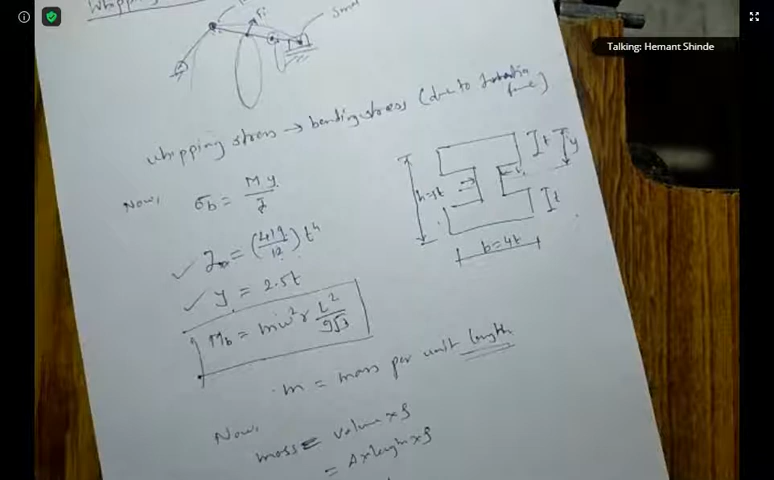 Whipping
Talking: Hemant Shinde
whipping stress → bending stress (due to inertia force)
Now,
σb = My/I
✓ Ixx = (419/12) t⁴
✓ y = 2.5t
Mb = mω²r L²/9√3
h=5t
t
y
t
b=4t
m = mass per unit length
Now,
mass = volume × ρ
= A × length × ρ